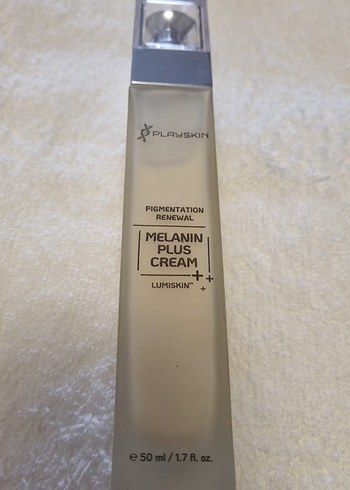 PLAYSKIN
PIGMENTATION
RENEWAL
MELANIN
PLUS
CREAM
LUMISKIN™
℮ 50 ml / 1.7 fl. oz.